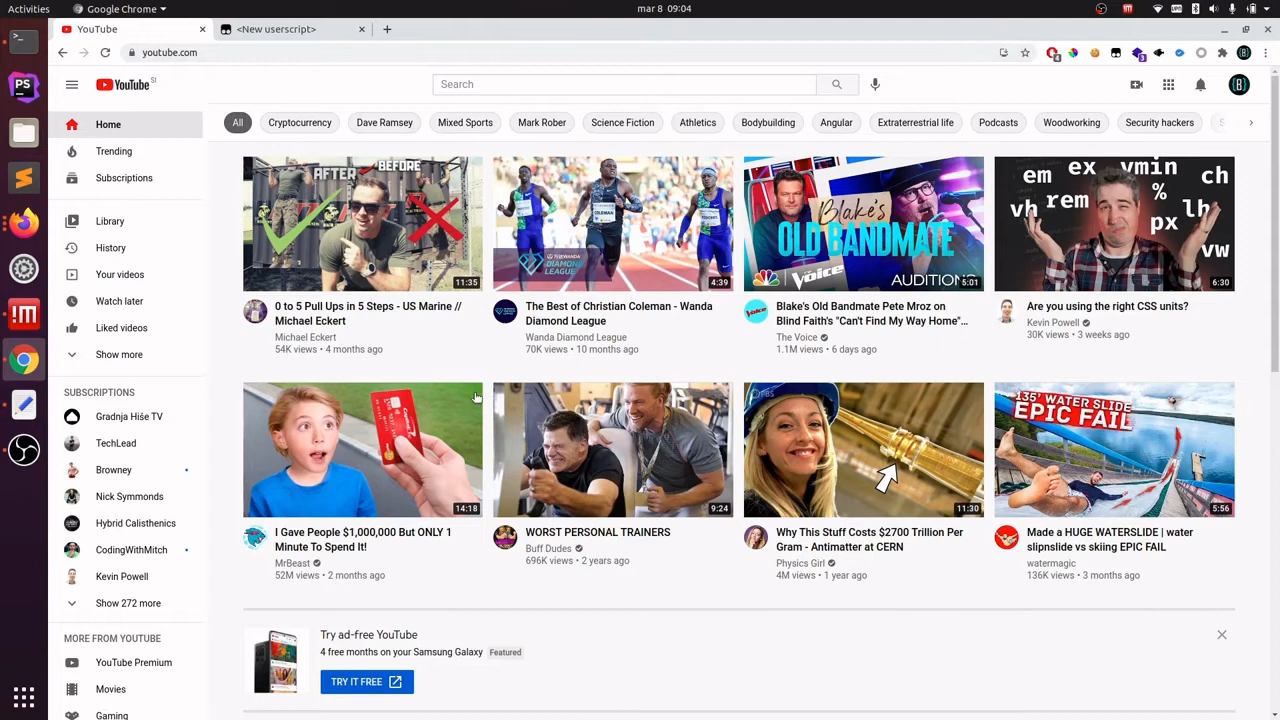 Activities
Google Chrome
mar 8 09:04
YouTube
<New userscript>
youtube.com
4
3
YouTube SI
Search
Home
Trending
Subscriptions
Library
History
Your videos
Watch later
Liked videos
Show more
SUBSCRIPTIONS
Gradnja Hiše TV
TechLead
Browney
Nick Symmonds
Hybrid Calisthenics
CodingWithMitch
Kevin Powell
Show 272 more
MORE FROM YOUTUBE
YouTube Premium
Movies
Gaming
All
Cryptocurrency
Dave Ramsey
Mixed Sports
Mark Rober
Science Fiction
Athletics
Bodybuilding
Angular
Extraterrestrial life
Podcasts
Woodworking
Security hackers
AFTER
BEFORE
11:35
0 to 5 Pull Ups in 5 Steps - US Marine //
Michael Eckert
Michael Eckert
54K views • 4 months ago
COLEMAN
WANDA
DIAMOND
LEAGUE
4:39
The Best of Christian Coleman - Wanda
Diamond League
Wanda Diamond League
70K views • 10 months ago
Blake's
OLD BANDMATE
The Voice
AUDITIONS
5:01
Blake's Old Bandmate Pete Mroz on
Blind Faith's "Can't Find My Way Home"...
The Voice
1.1M views • 6 days ago
em ex vmin ch
vh rem % lh
px
vw
6:30
Are you using the right CSS units?
Kevin Powell
30K views • 3 weeks ago
14:18
I Gave People $1,000,000 But ONLY 1
Minute To Spend It!
MrBeast
52M views • 2 months ago
9:24
WORST PERSONAL TRAINERS
Buff Dudes
696K views • 2 years ago
PBS
11:30
Why This Stuff Costs $2700 Trillion Per
Gram - Antimatter at CERN
Physics Girl
4M views • 1 year ago
135' WATER SLIDE
EPIC FAIL
5:56
Made a HUGE WATERSLIDE | water
slipnslide vs skiing EPIC FAIL
watermagic
136K views • 3 months ago
Try ad-free YouTube
4 free months on your Samsung Galaxy Featured
TRY IT FREE